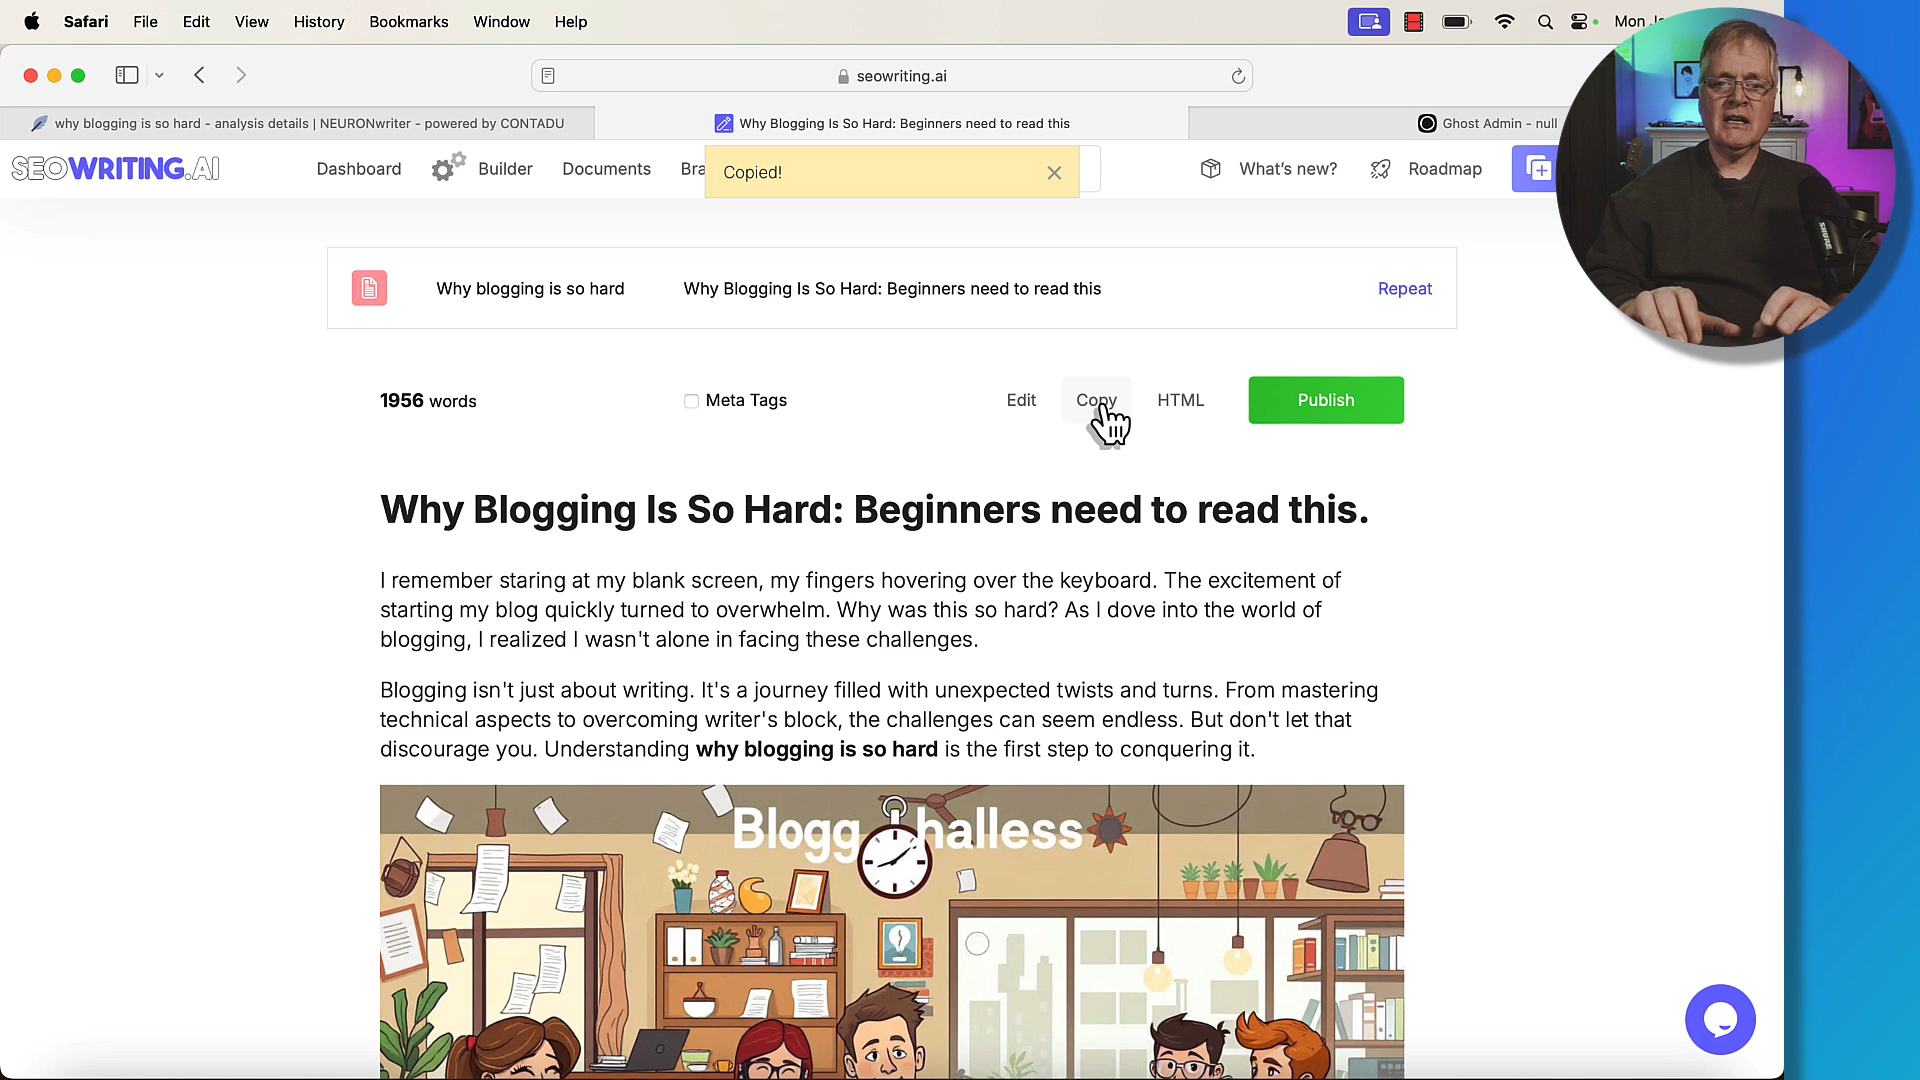 Safari File Edit View History Bookmarks Window Help
Mon
seowriting.ai
why blogging is so hard - analysis details | NEURONwriter - powered by CONTADU
Why Blogging Is So Hard: Beginners need to read this
Ghost Admin - null
SEOWRITING.AI
Dashboard
Builder
Documents
Bra
Copied!
What's new?
Roadmap
Why blogging is so hard
Why Blogging Is So Hard: Beginners need to read this
Repeat
1956 words
Meta Tags
Edit
Copy
HTML
Publish
Why Blogging Is So Hard: Beginners need to read this.
I remember staring at my blank screen, my fingers hovering over the keyboard. The excitement of
starting my blog quickly turned to overwhelm. Why was this so hard? As I dove into the world of
blogging, I realized I wasn't alone in facing these challenges.
Blogging isn't just about writing. It's a journey filled with unexpected twists and turns. From mastering
technical aspects to overcoming writer's block, the challenges can seem endless. But don't let that
discourage you. Understanding why blogging is so hard is the first step to conquering it.
Blogg halless
SHURE